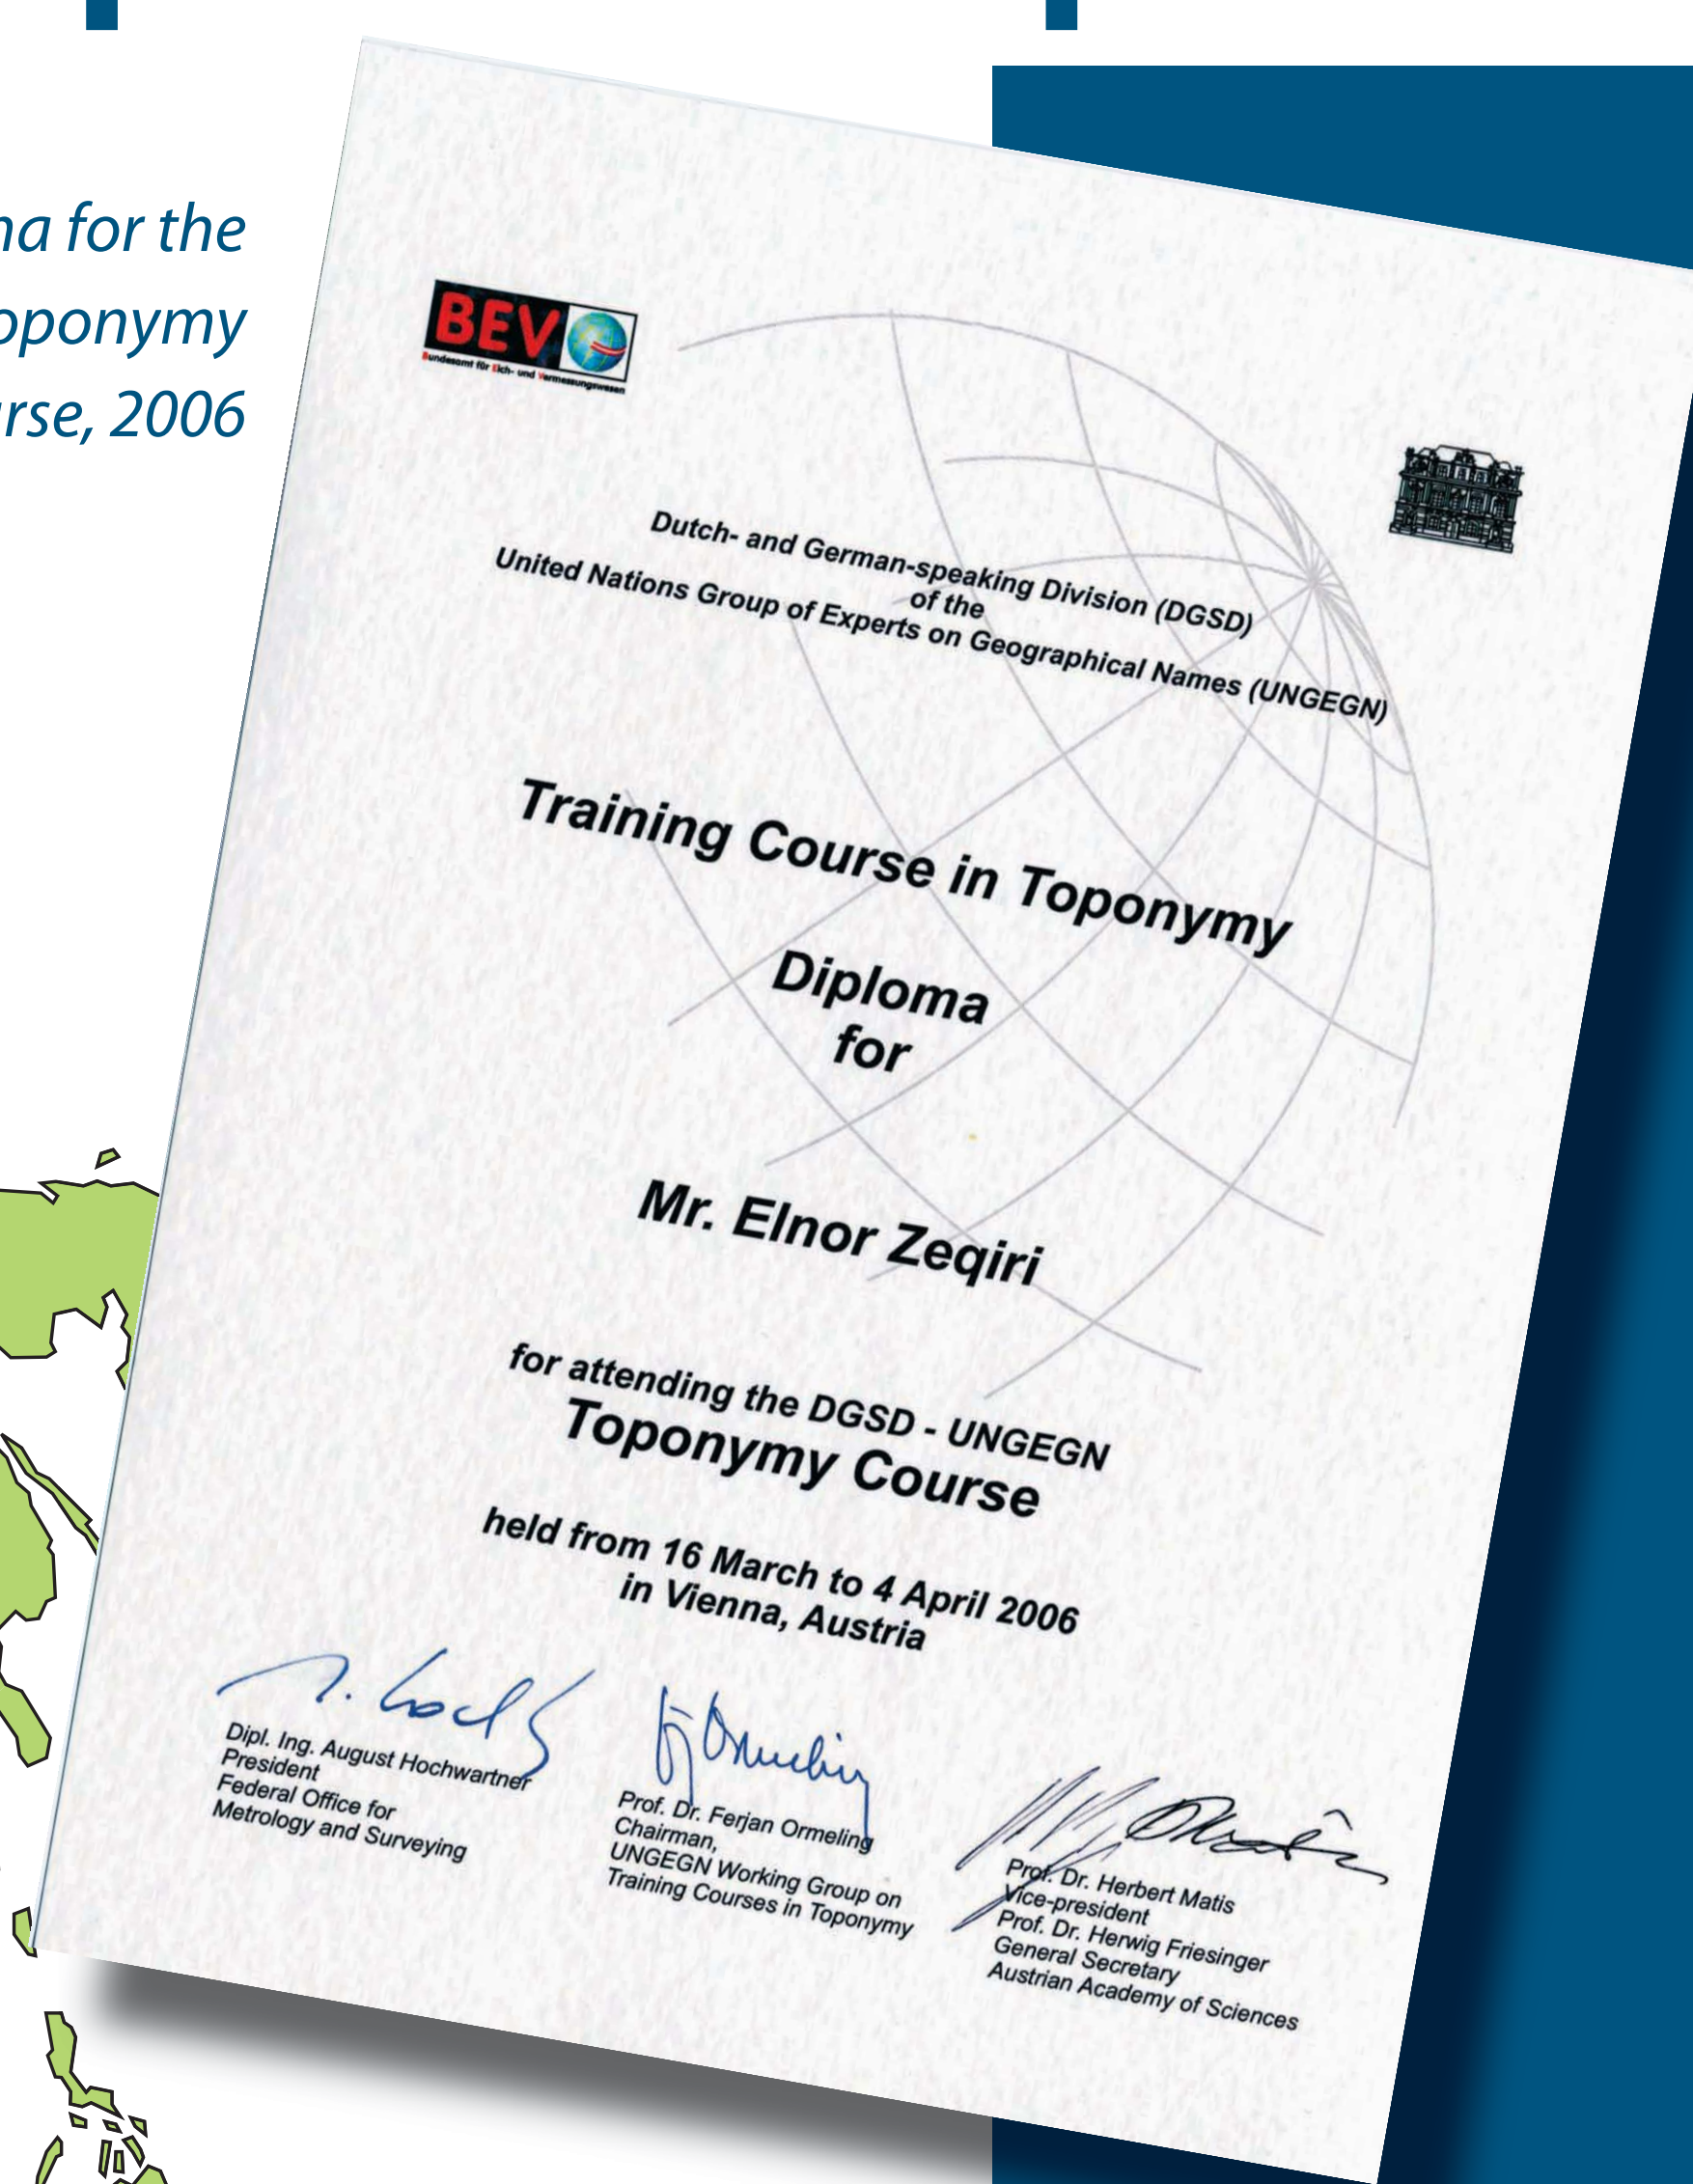 for the
2006
BEV
Bundesamt für Eich- und Vermessungswesen
Dutch- and German-speaking Division (DGSD)
of the
United Nations Group of Experts on Geographical Names (UNGEGN)
Training Course in Toponymy
Diploma
for
Mr. Elnor Zeqiri
for attending the DGSD - UNGEGN
Toponymy Course
held from 16 March to 4 April 2006
in Vienna, Austria
Dipl. Ing. August Hochwartner
President
Federal Office for
Metrology and Surveying
Prof. Dr. Ferjan Ormeling
Chairman,
UNGEGN Working Group on
Training Courses in Toponymy
Prof. Dr. Herbert Matis
Vice-president
Prof. Dr. Herwig Friesinger
General Secretary
Austrian Academy of Sciences